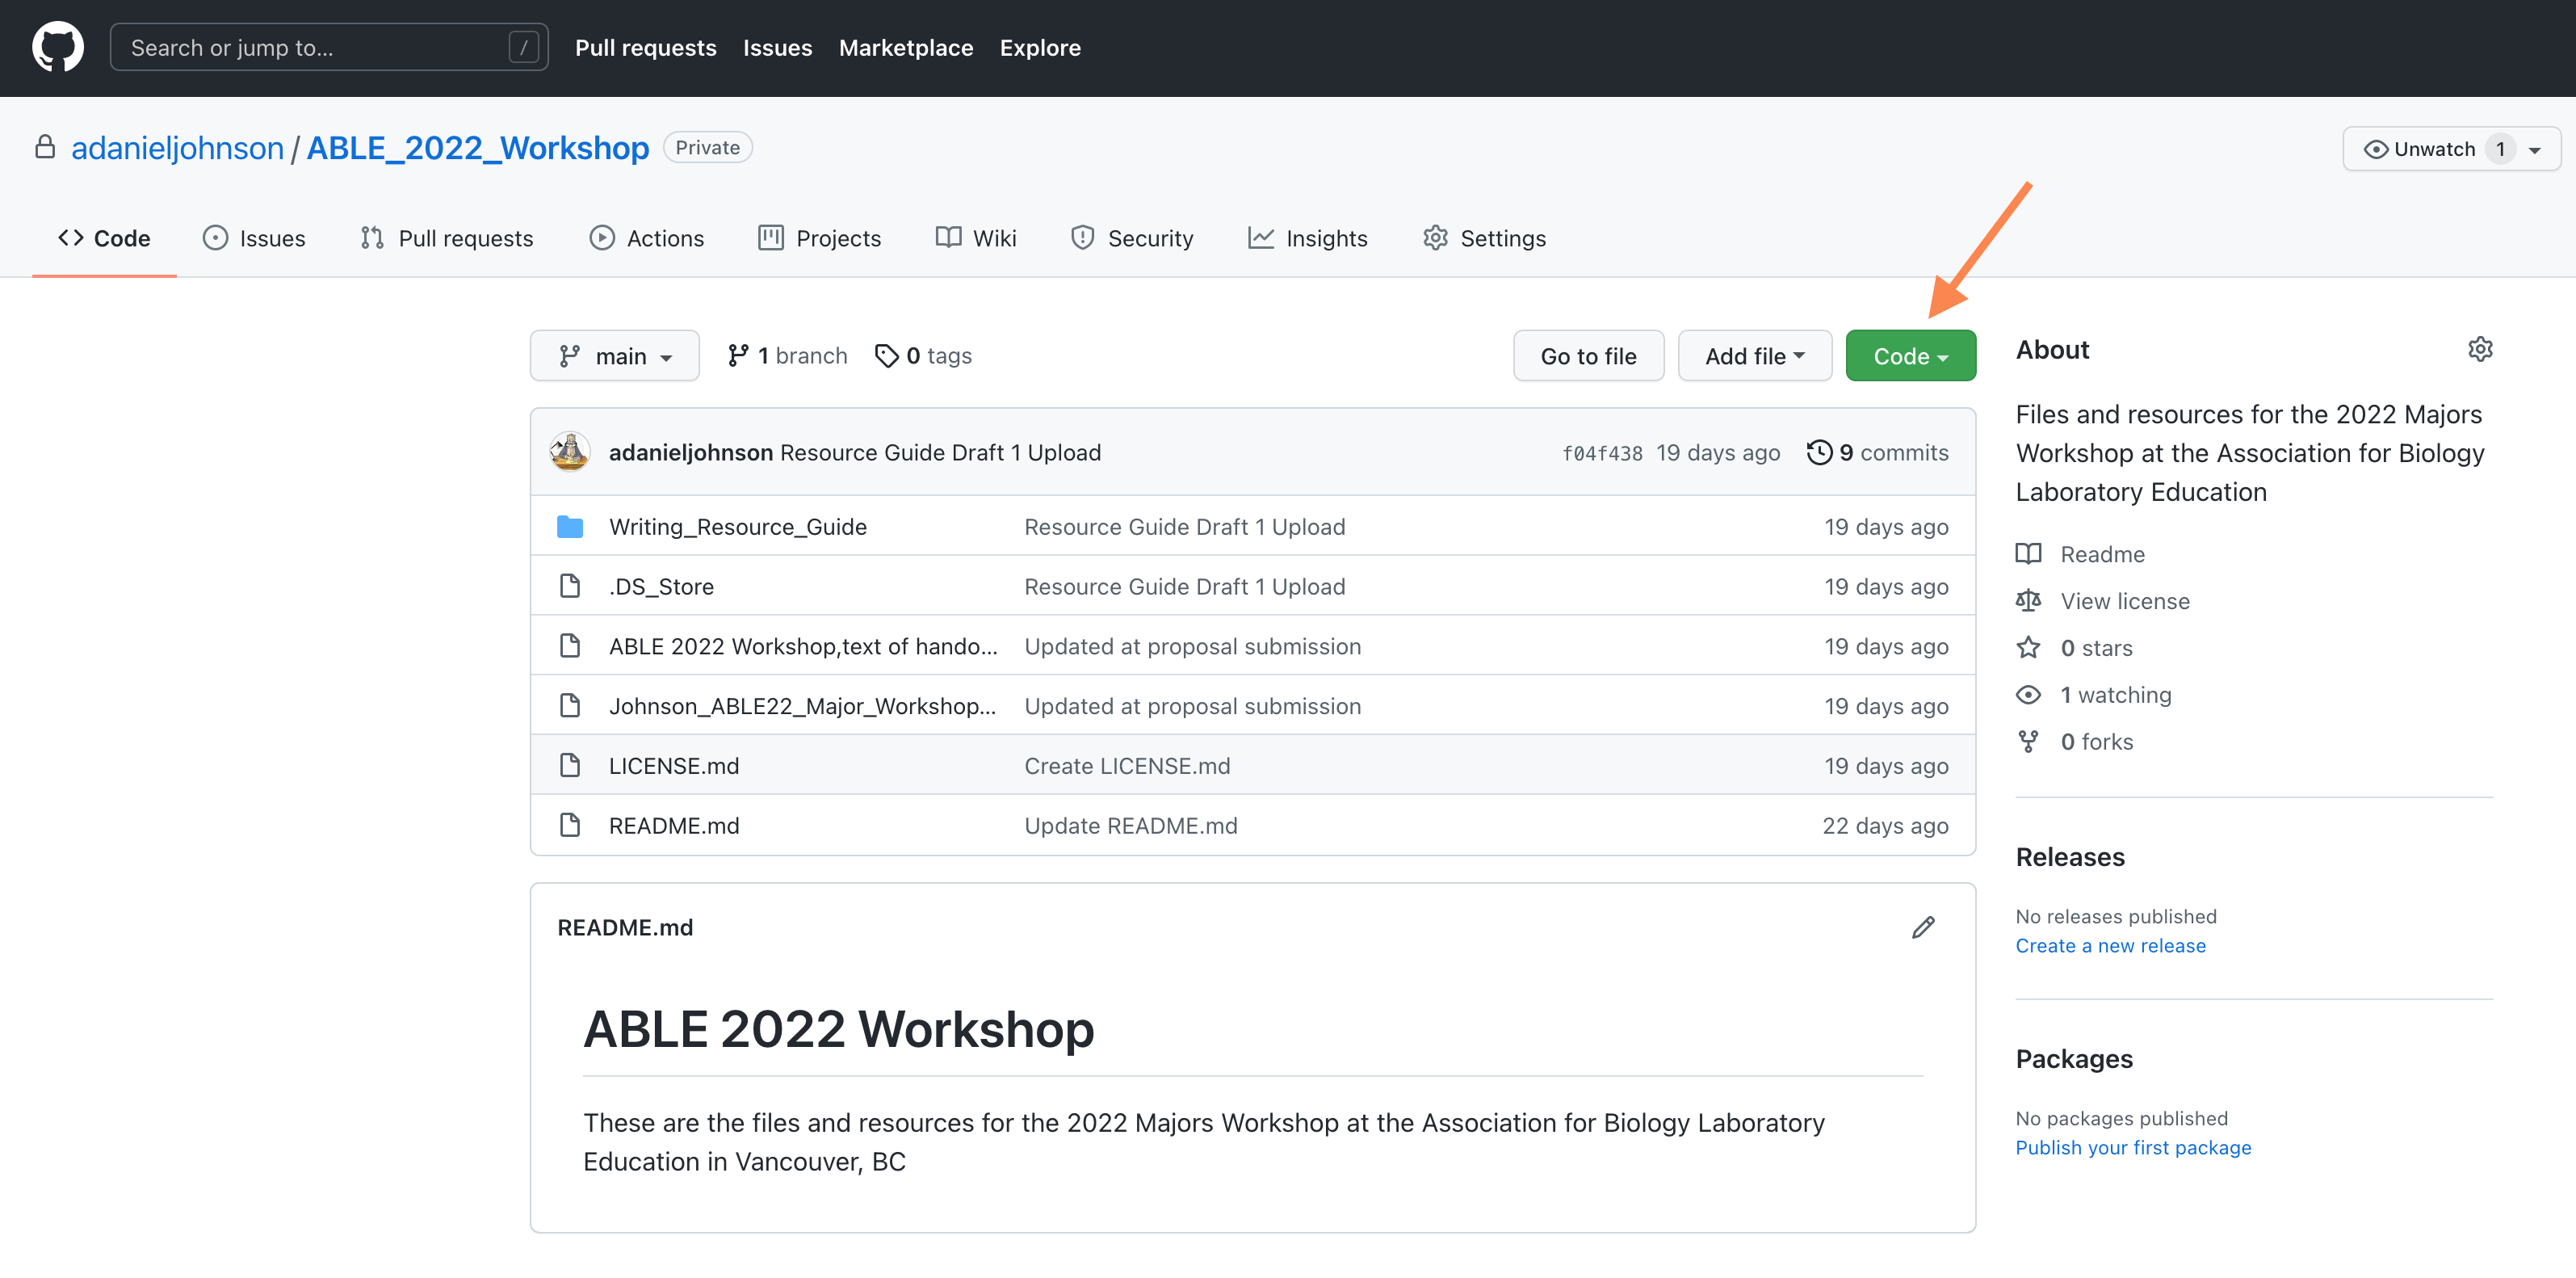 Search or jump to... / Pull requests Issues Marketplace Explore
adanieljohnson / ABLE_2022_Workshop Private Unwatch 1
Code Issues Pull requests Actions Projects Wiki Security Insights Settings
main 1 branch 0 tags Go to file Add file Code
adanieljohnson Resource Guide Draft 1 Upload f04f438 19 days ago 9 commits
Writing_Resource_Guide Resource Guide Draft 1 Upload 19 days ago
.DS_Store Resource Guide Draft 1 Upload 19 days ago
ABLE 2022 Workshop,text of hando... Updated at proposal submission 19 days ago
Johnson_ABLE22_Major_Workshop... Updated at proposal submission 19 days ago
LICENSE.md Create LICENSE.md 19 days ago
README.md Update README.md 22 days ago
README.md
ABLE 2022 Workshop
These are the files and resources for the 2022 Majors Workshop at the Association for Biology Laboratory
Education in Vancouver, BC
About
Files and resources for the 2022 Majors
Workshop at the Association for Biology
Laboratory Education
Readme
View license
0 stars
1 watching
0 forks
Releases
No releases published
Create a new release
Packages
No packages published
Publish your first package